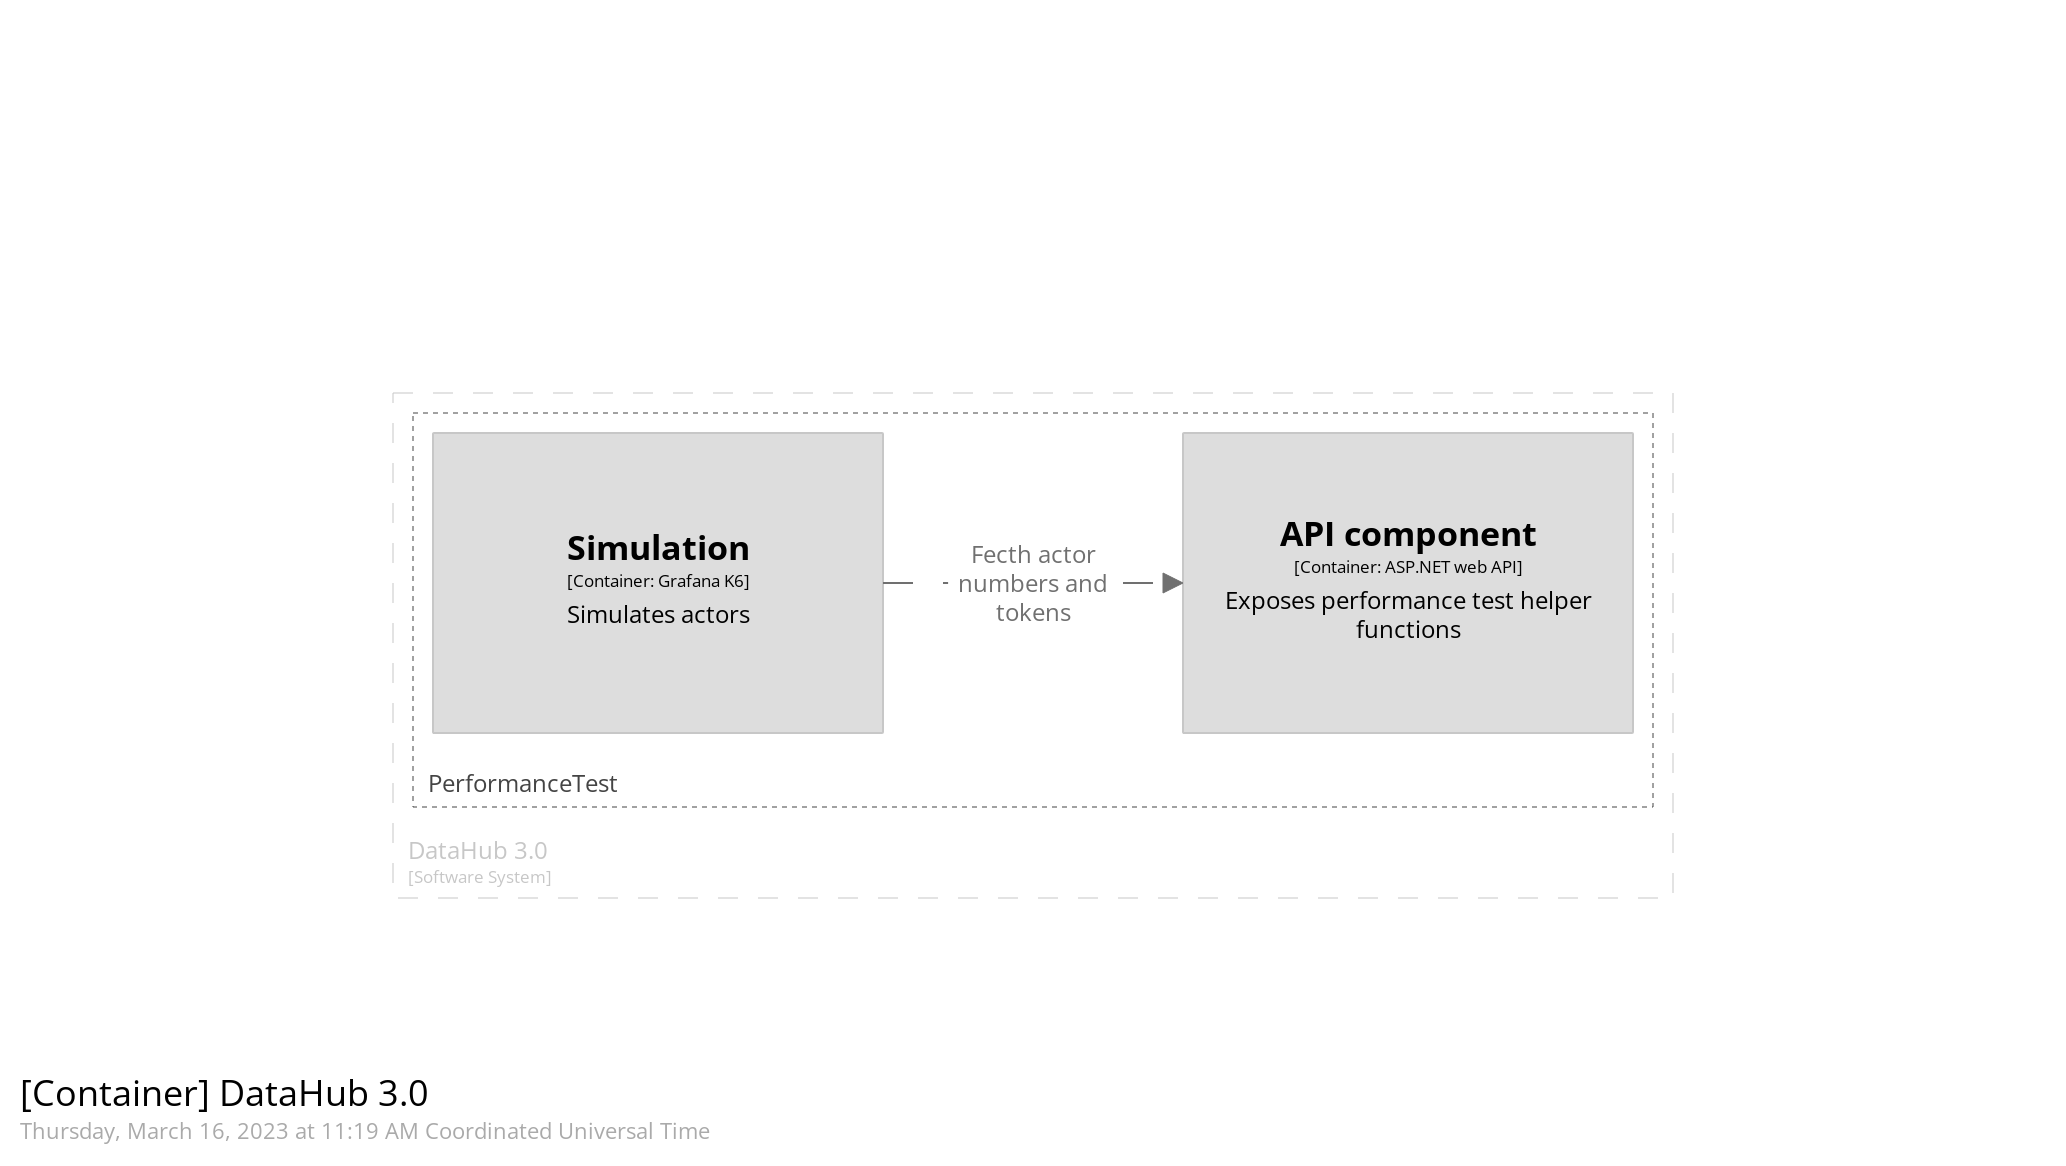 Simulation
[Container: Grafana K6]
Simulates actors
Fecth actor
numbers and
tokens
API component
[Container: ASP.NET web API]
Exposes performance test helper
functions
PerformanceTest
DataHub 3.0
[Software System]
[Container] DataHub 3.0
Thursday, March 16, 2023 at 11:19 AM Coordinated Universal Time